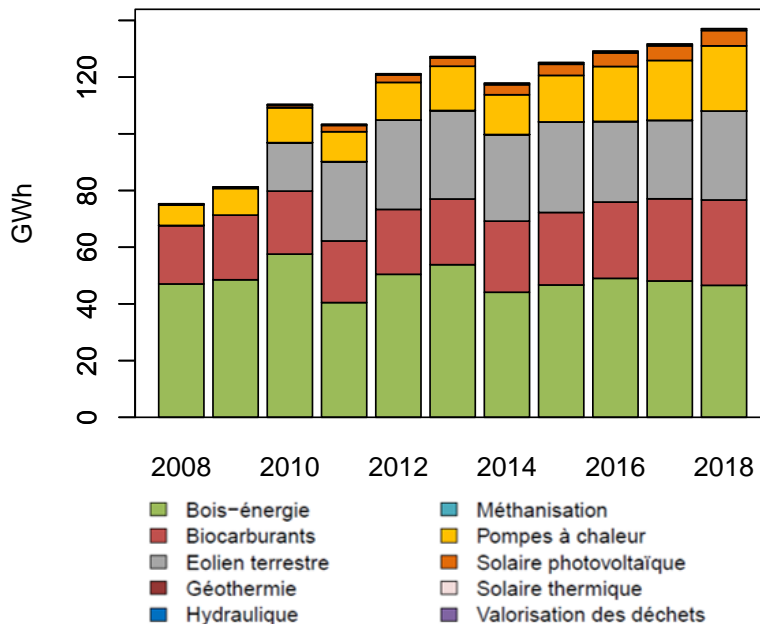 GWh
120
80
60
40
20
0
2008 2010 2012 2014 2016 2018
Bois−énergie
Biocarburants
Eolien terrestre
Géothermie
Hydraulique
Méthanisation
Pompes à chaleur
Solaire photovoltaïque
Solaire thermique
Valorisation des déchets